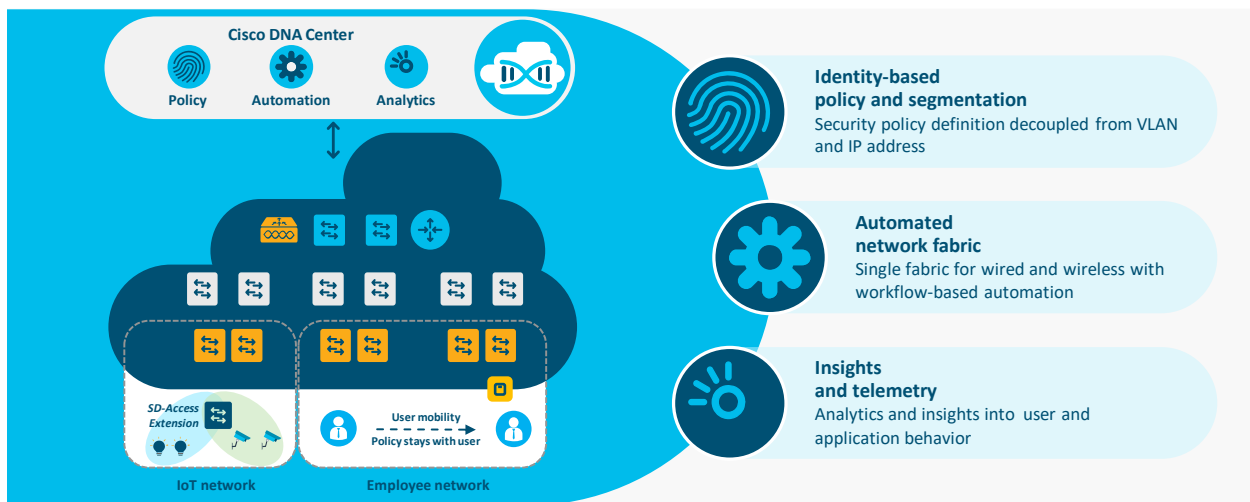 Cisco DNA Center
Policy
Automation
Analytics
SD-Access
Extension
User mobility
Policy stays with user
IoT network
Employee network
Identity-based
policy and segmentation
Security policy definition decoupled from VLAN
and IP address
Automated
network fabric
Single fabric for wired and wireless with
workflow-based automation
Insights
and telemetry
Analytics and insights into user and
application behavior